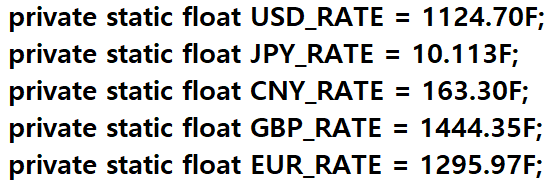 private static float USD_RATE = 1124.70F;
private static float JPY_RATE = 10.113F;
private static float CNY_RATE = 163.30F;
private static float GBP_RATE = 1444.35F;
private static float EUR_RATE = 1295.97F;